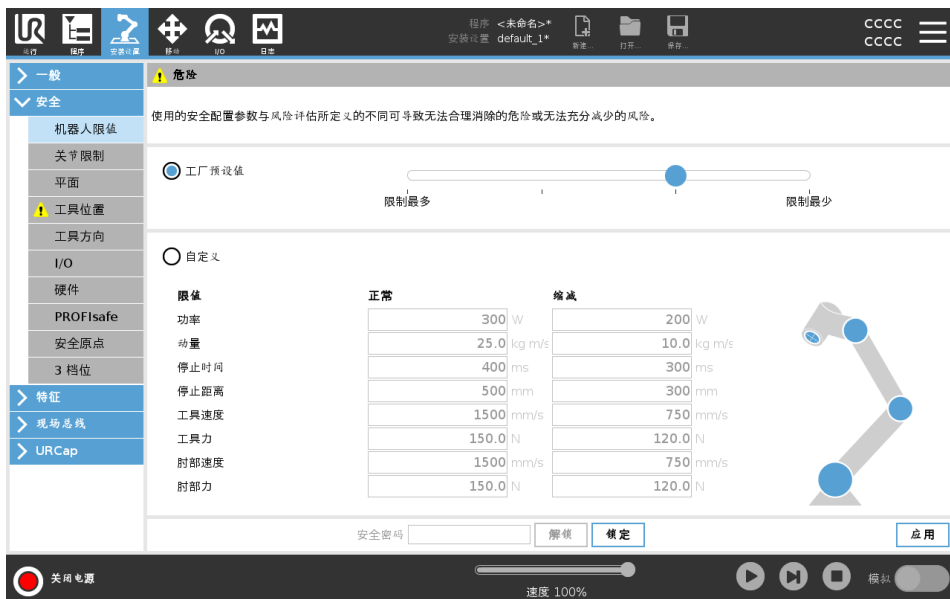 程序 <未命名>*
安装设置 default_1*
运行
程序
安装设置
移动
I/O
日志
新建...
打开...
保存...
CCCC
CCCC
一般
安全
机器人限值
关节限制
平面
工具位置
工具方向
I/O
硬件
PROFIsafe
安全原点
3 档位
特征
现场总线
URCap
危险
使用的安全配置参数与风险评估所定义的不同可导致无法合理消除的危险或无法充分减少的风险。
工厂预设值
限制最多 限制最少
自定义
限值 正常 缩减
功率 300 W 200 W
动量 25.0 kg m/s 10.0 kg m/s
停止时间 400 ms 300 ms
停止距离 500 mm 300 mm
工具速度 1500 mm/s 750 mm/s
工具力 150.0 N 120.0 N
肘部速度 1500 mm/s 750 mm/s
肘部力 150.0 N 120.0 N
安全密码 解锁 锁定 应用
关闭电源
速度 100%
模拟